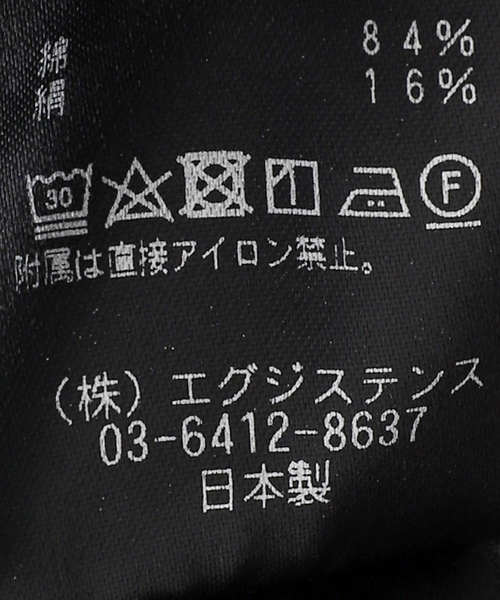 綿 84%
絹 16%
30 F
附属は直接アイロン禁止。
(株)エグジステンス
03-6412-8637
日本製